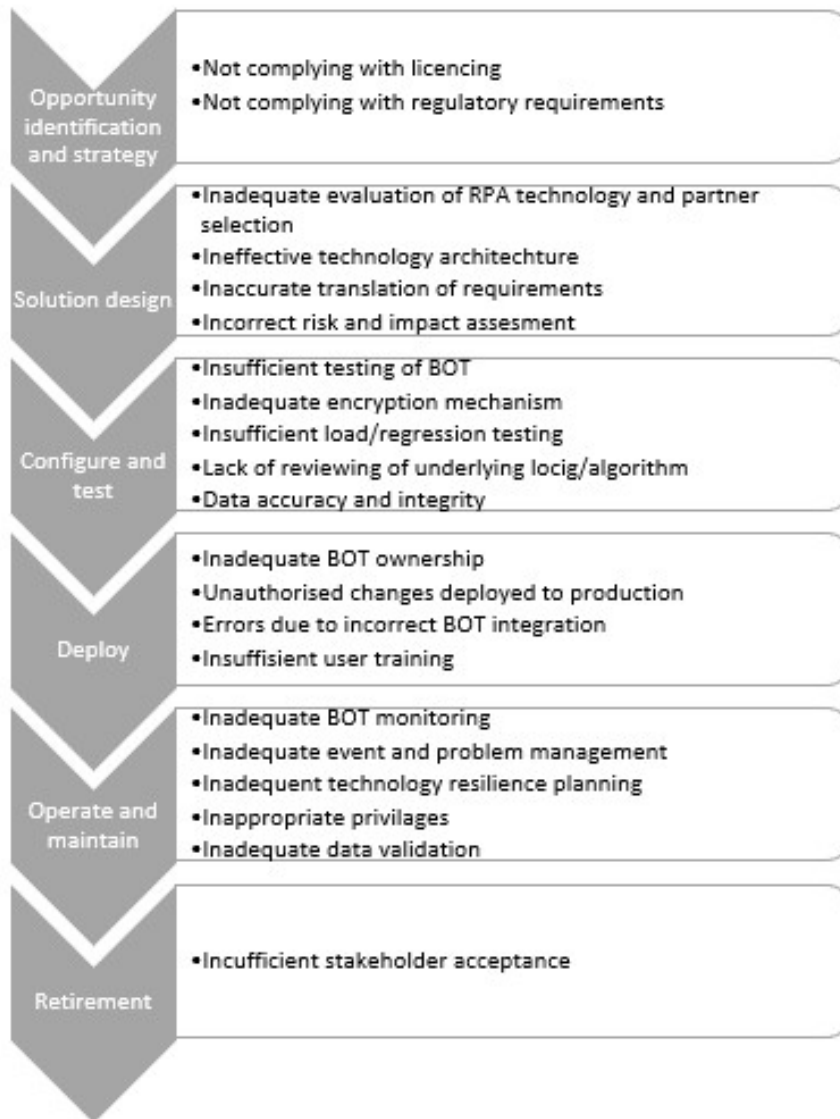 Opportunity
identification
and strategy
•Not complying with licencing
•Not complying with regulatory requirements
Solution design
•Inadequate evaluation of RPA technology and partner
selection
•Ineffective technology architechture
•Inaccurate translation of requirements
•Incorrect risk and impact assesment
Configure and
test
•Insufficient testing of BOT
•Inadequate encryption mechanism
•Insufficient load/regression testing
•Lack of reviewing of underlying locig/algorithm
•Data accuracy and integrity
Deploy
•Inadequate BOT ownership
•Unauthorised changes deployed to production
•Errors due to incorrect BOT integration
•Insuffisient user training
Operate and
maintain
•Inadequate BOT monitoring
•Inadequate event and problem management
•Inadequent technology resilience planning
•Inappropriate privilages
•Inadequate data validation
Retirement
•Incufficient stakeholder acceptance